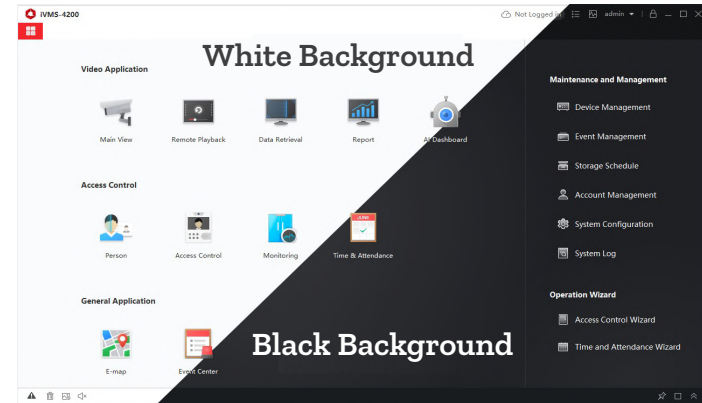 iVMS-4200
Not Logged in
admin
White Background
Video Application
Main View
Remote Playback
Data Retrieval
Report
AI Dashboard
Access Control
Person
Access Control
Monitoring
JUNE
Time & Attendance
General Application
E-map
Event Center
Black Background
Maintenance and Management
Device Management
Event Management
Storage Schedule
Account Management
System Configuration
System Log
Operation Wizard
Access Control Wizard
Time and Attendance Wizard